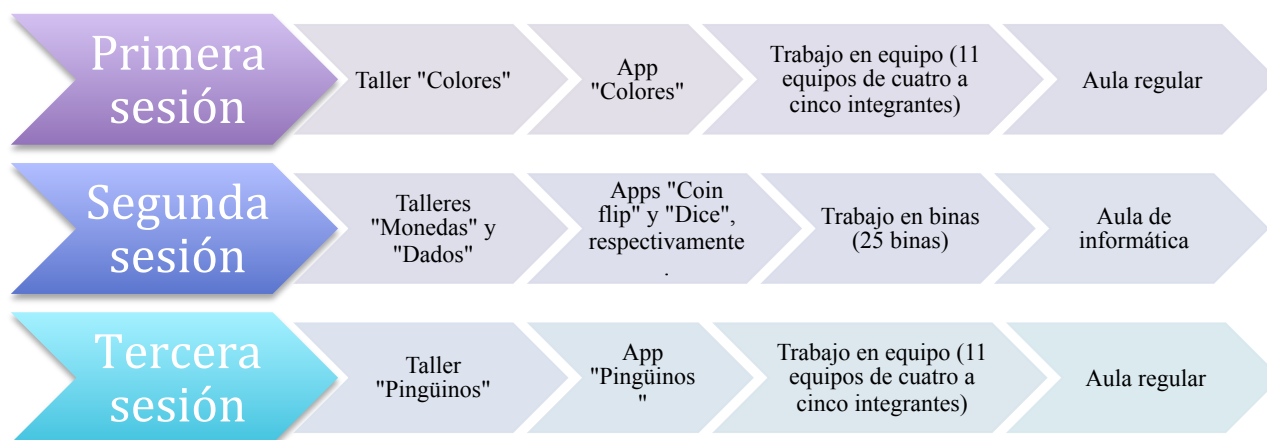 Primera
sesión
Taller "Colores"
App
"Colores"
Trabajo en equipo (11
equipos de cuatro a
cinco integrantes)
Aula regular
Segunda
sesión
Talleres
"Monedas" y
"Dados"
Apps "Coin
flip" y "Dice",
respectivamente
.
Trabajo en binas
(25 binas)
Aula de
informática
Tercera
sesión
Taller
"Pingüinos"
App
"Pingüinos
"
Trabajo en equipo (11
equipos de cuatro a
cinco integrantes)
Aula regular